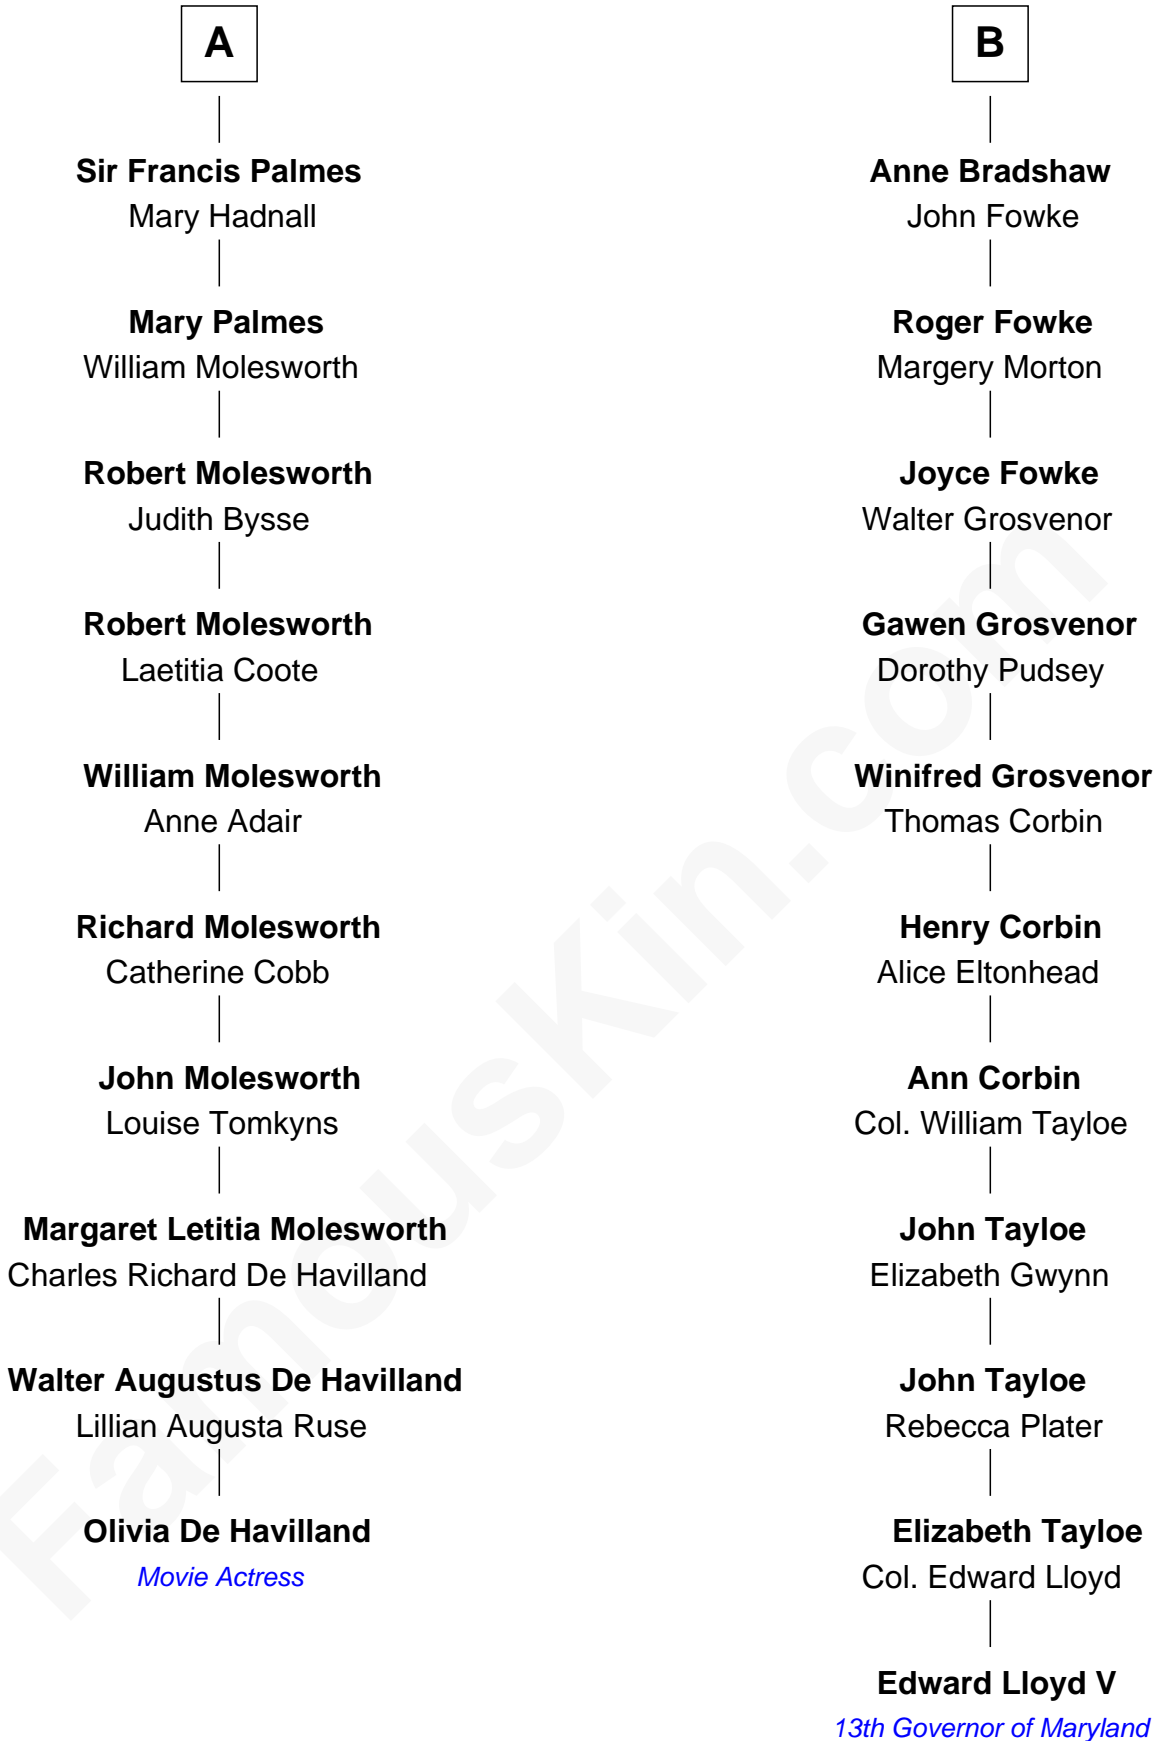 A
Sir Francis Palmes
Mary Hadnall
Mary Palmes
William Molesworth
Robert Molesworth
Judith Bysse
Robert Molesworth
Laetitia Coote
William Molesworth
Anne Adair
Richard Molesworth
Catherine Cobb
John Molesworth
Louise Tomkyns
Margaret Letitia Molesworth
Charles Richard De Havilland
Walter Augustus De Havilland
Lillian Augusta Ruse
Olivia De Havilland
Movie Actress
B
Anne Bradshaw
John Fowke
Roger Fowke
Margery Morton
Joyce Fowke
Walter Grosvenor
Gawen Grosvenor
Dorothy Pudsey
Winifred Grosvenor
Thomas Corbin
Henry Corbin
Alice Eltonhead
Ann Corbin
Col. William Tayloe
John Tayloe
Elizabeth Gwynn
John Tayloe
Rebecca Plater
Elizabeth Tayloe
Col. Edward Lloyd
Edward Lloyd V
13th Governor of Maryland
FamousKin.com